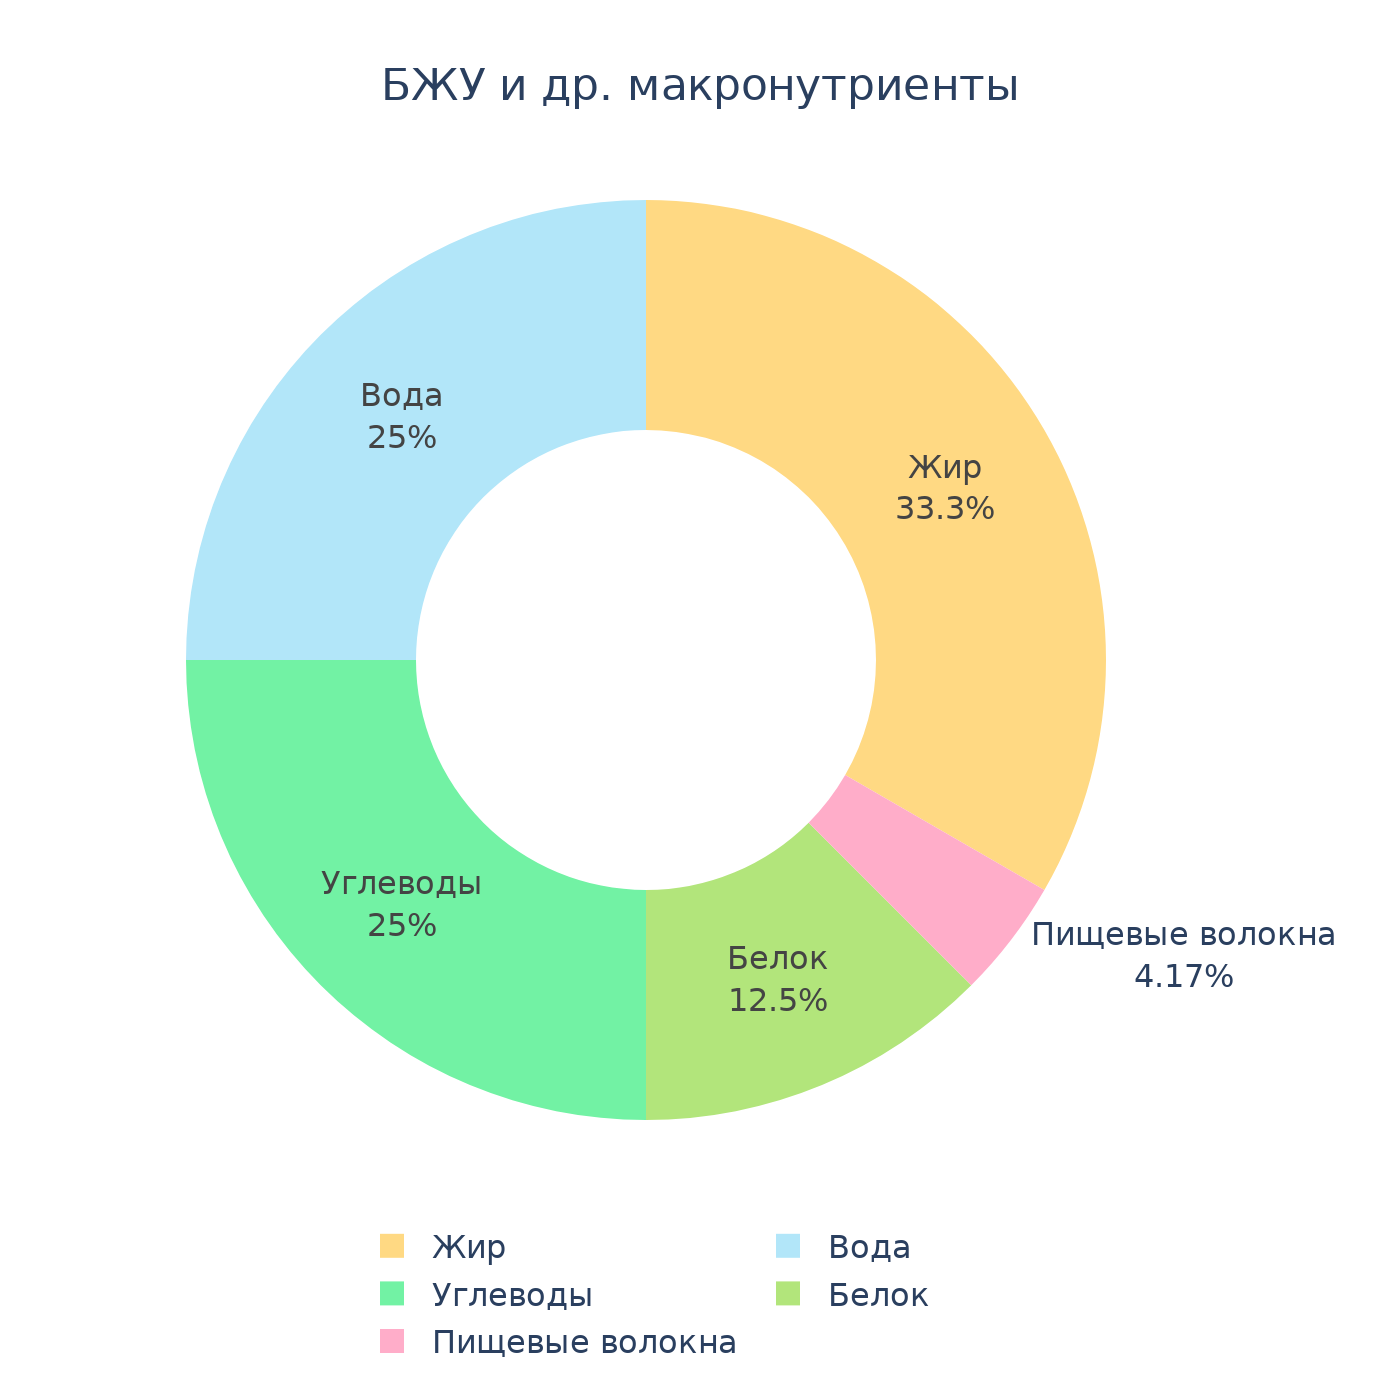 БЖУ и др. макронутриенты
Вода
25%
Жир
33.3%
Углеводы
25%
Белок
12.5%
Пищевые волокна
4.17%
Жир
Вода
Углеводы
Белок
Пищевые волокна